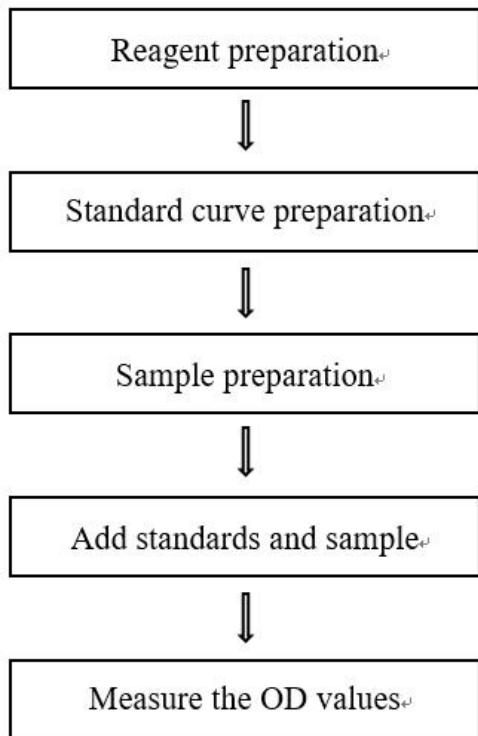 Reagent preparation
Standard curve preparation
Sample preparation
Add standards and sample
Measure the OD values